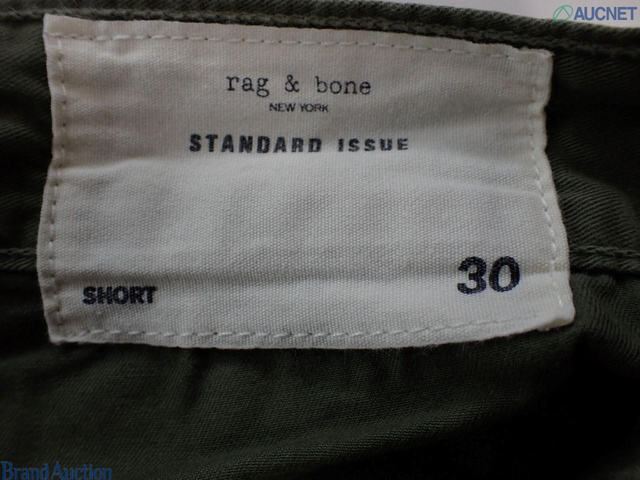 AUCNET
rag & bone
NEW YORK
STANDARD ISSUE
SHORT
30
Brand Auction